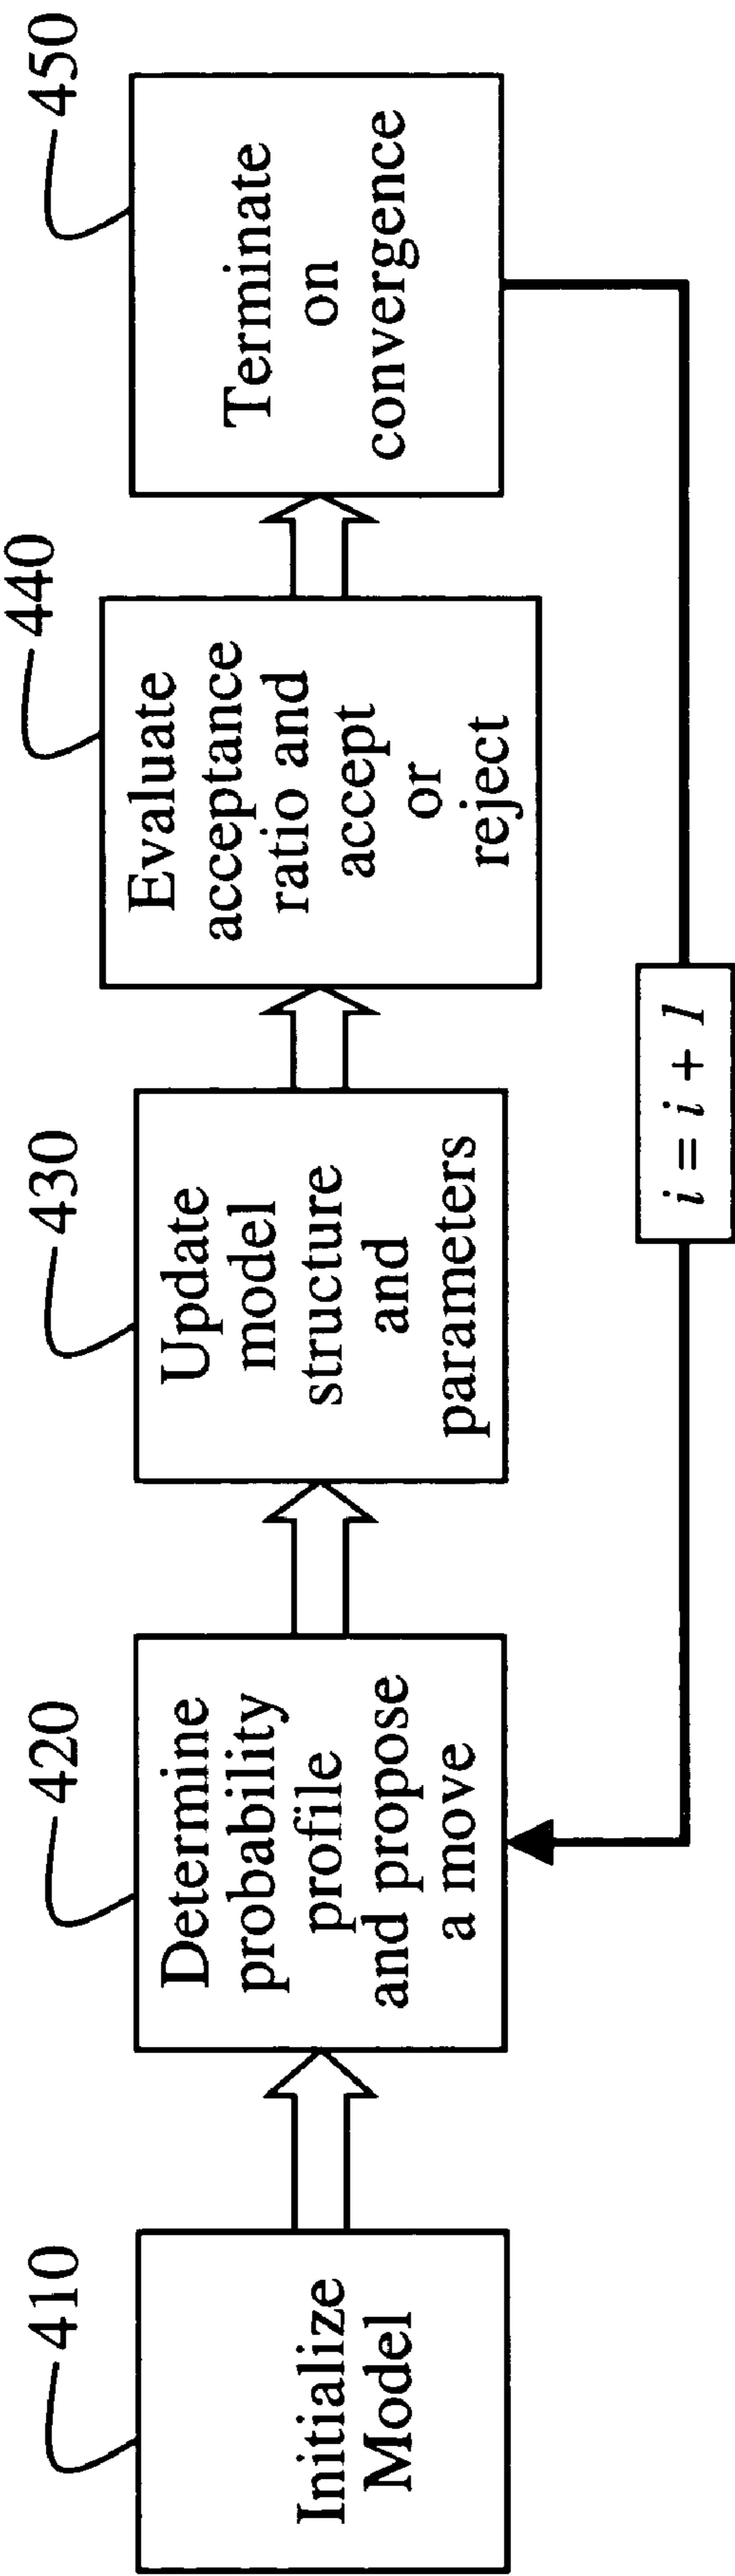 410
Initialize
Model
420
Determine
probability
profile
and propose
a move
430
Update
model
structure
and
parameters
440
Evaluate
acceptance
ratio and
accept
or
reject
450
Terminate
on
convergence
i = i + 1